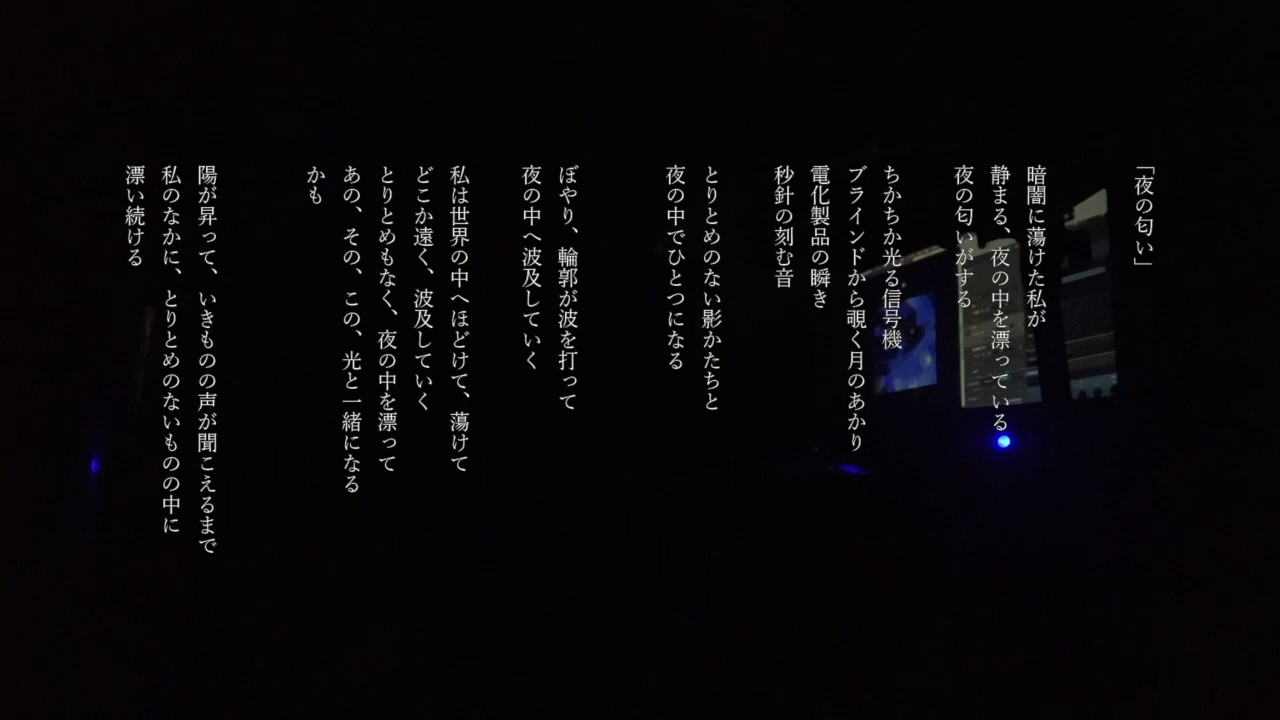 「夜の匂い」
暗闇に蕩けた私が
静まる、夜の中を漂っている
夜の匂いがする
ちかちか光る信号機
ブラインドから覗く月のあかり
電化製品の瞬き
秒針の刻む音
とりとめのない影かたちと
夜の中でひとつになる
ぼやり、輪郭が波を打って
夜の中へ波及していく
私は世界の中へほどけて、蕩けて
どこか遠く、波及していく
とりとめもなく、夜の中を漂って
あの、その、この、光と一緒になる
かも
陽が昇って、いきものの声が聞こえるまで
私のなかに、とりとめのないものの中に
漂い続ける